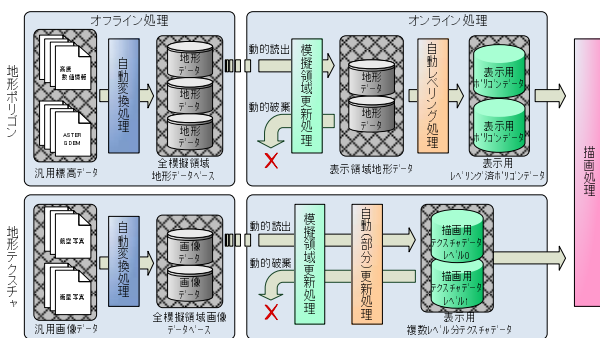 オフライン処理
オンライン処理
地形ポリゴン
高度
数値情報
ASTER
GDEM
汎用標高データ
自動変換処理
地形
データ
地形
データ
地形
データ
全模擬領域
地形データベース
動的読出
動的破棄
模擬領域更新処理
地形
データ
地形
データ
表示領域地形データ
自動レベリング処理
表示用
ポリゴンデータ
表示用
ポリゴンデータ
表示用
レベリング済ポリゴンデータ
描画処理
地形テクスチャ
航空写真
衛星写真
汎用画像データ
自動変換処理
画像
データ
画像
データ
全模擬領域画像
データベース
動的読出
動的破棄
模擬領域更新処理
自動(部分)更新処理
描画用
テクスチャデータ
レベル0
描画用
テクスチャデータ
レベル1
表示用
複数レベル分テクスチャデータ